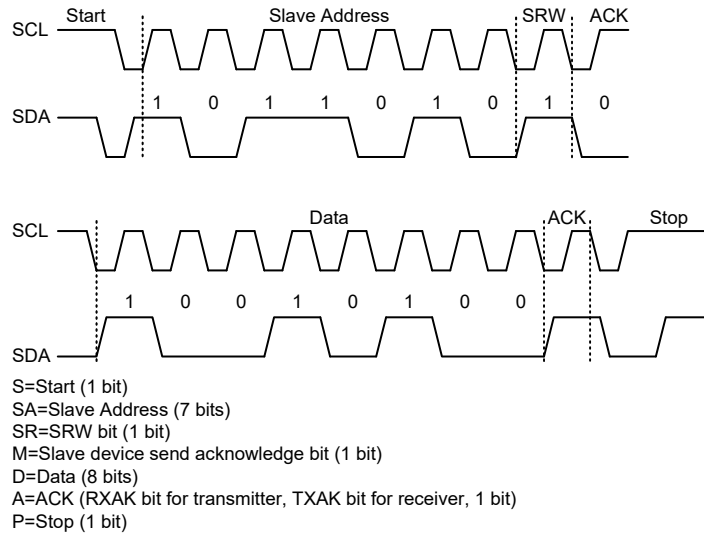 Start Slave Address SRW ACK
SCL
1 0 1 1 0 1 0 1 0
SDA
Data ACK Stop
SCL
1 0 0 1 0 1 0 0
SDA
S=Start (1 bit)
SA=Slave Address (7 bits)
SR=SRW bit (1 bit)
M=Slave device send acknowledge bit (1 bit)
D=Data (8 bits)
A=ACK (RXAK bit for transmitter, TXAK bit for receiver, 1 bit)
P=Stop (1 bit)